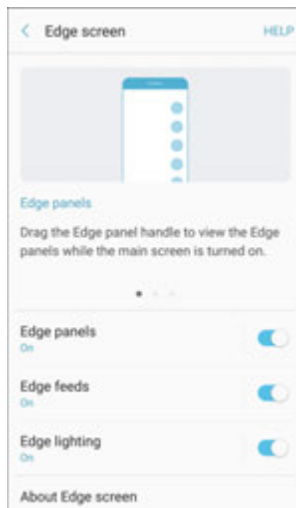 Edge screen HELP
Edge panels
Drag the Edge panel handle to view the Edge
panels while the main screen is turned on.
Edge panels
On
Edge feeds
On
Edge lighting
On
About Edge screen